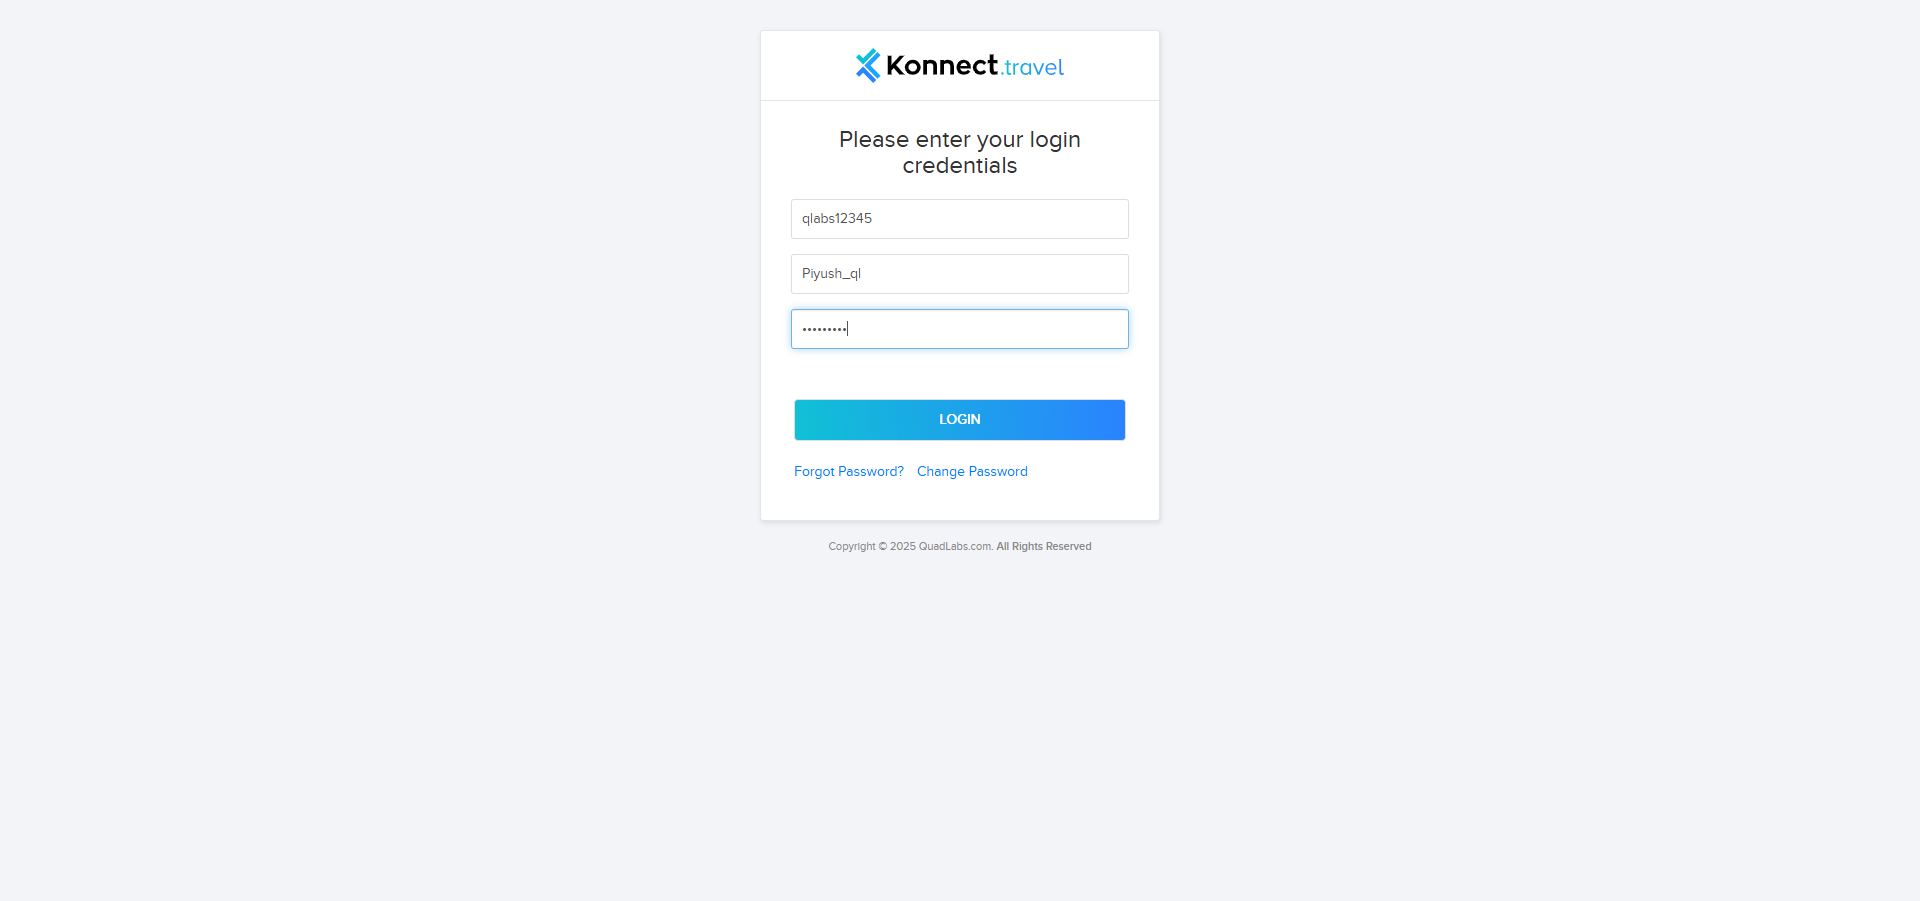 Konnect.travel
Please enter your login
credentials
qlabs12345
Piyush_ql
•••••••••
LOGIN
Forgot Password? Change Password
Copyright © 2025 QuadLabs.com. All Rights Reserved